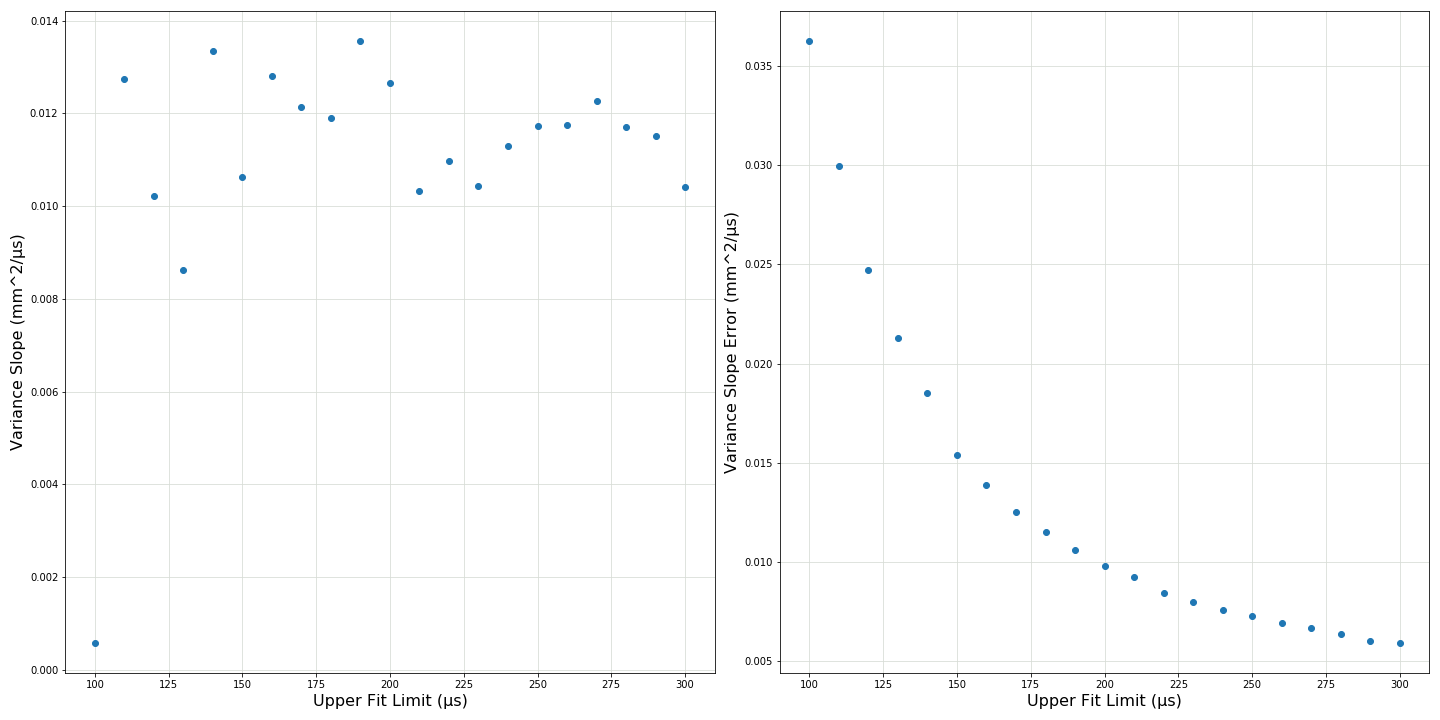 0.014
0.012
0.010
0.008
0.006
0.004
0.002
0.000
Variance Slope (mm^2/µs)
100 125 150 175 200 225 250 275 300
Upper Fit Limit (µs)
0.035
0.030
0.025
0.020
0.015
0.010
0.005
Variance Slope Error (mm^2/µs)
100 125 150 175 200 225 250 275 300
Upper Fit Limit (µs)